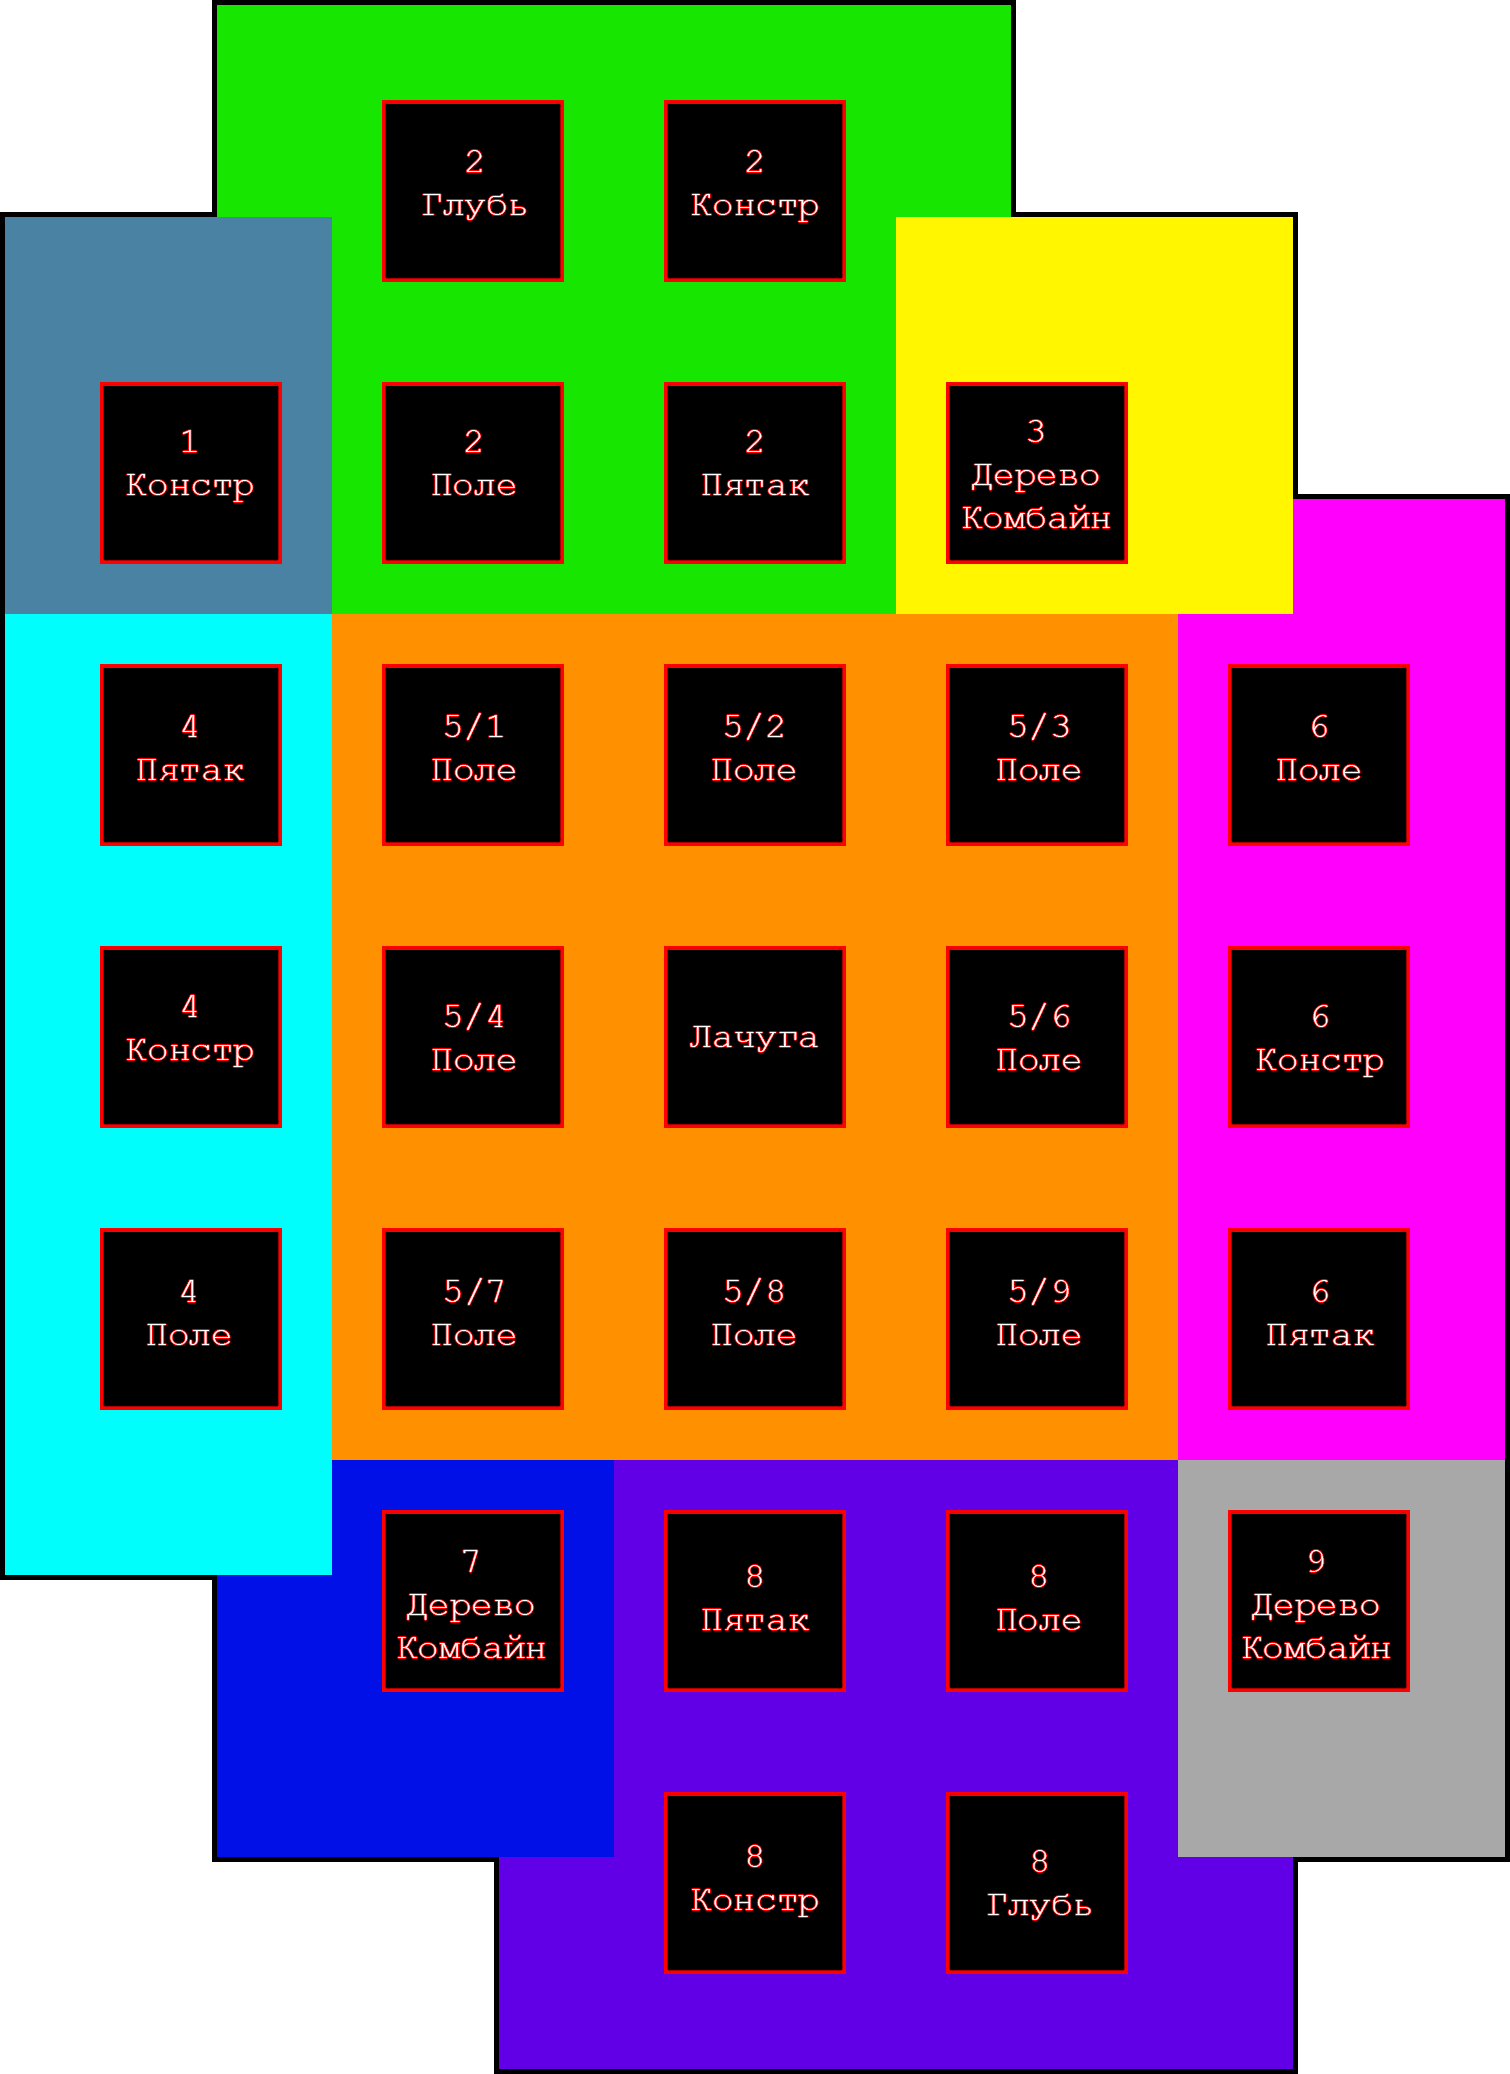 2
Глубь
2
Констр
1
Констр
2
Поле
2
Пятак
3
Дерево
Комбайн
4
Пятак
5/1
Поле
5/2
Поле
5/3
Поле
6
Поле
4
Констр
5/4
Поле
Лачуга
5/6
Поле
6
Констр
4
Поле
5/7
Поле
5/8
Поле
5/9
Поле
6
Пятак
7
Дерево
Комбайн
8
Пятак
8
Поле
9
Дерево
Комбайн
8
Констр
8
Глубь